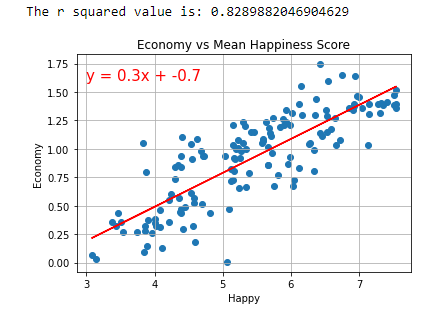 The r squared value is: 0.8289882046904629
Economy vs Mean Happiness Score
y = 0.3x + -0.7
1.75
1.50
1.25
1.00
0.75
0.50
0.25
0.00
Economy
3 4 5 6 7
Happy